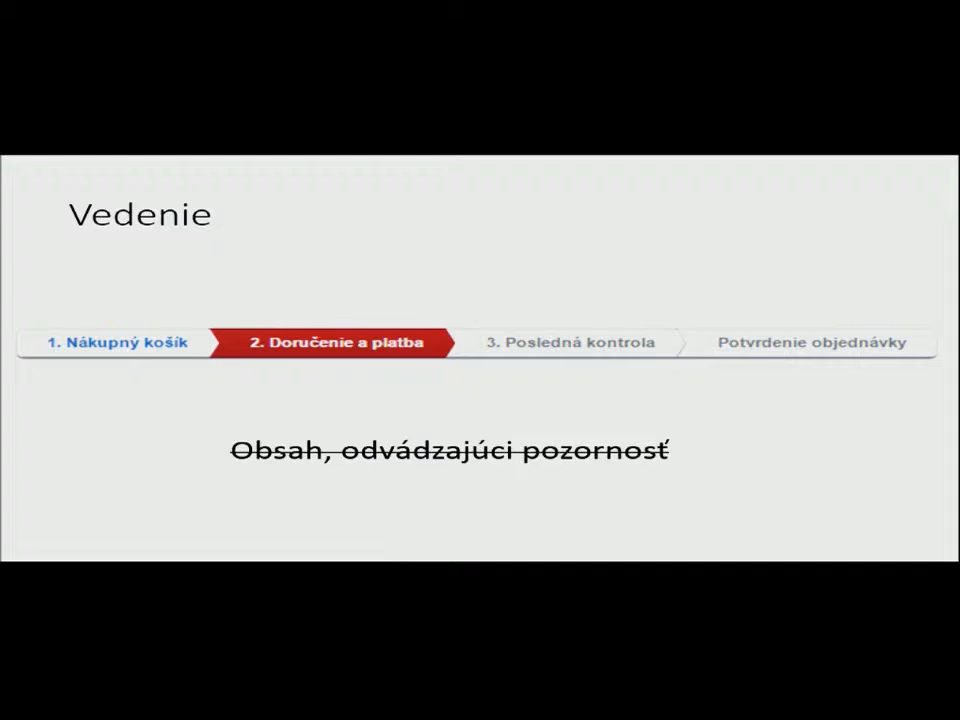 Vedenie
1. Nákupný košík 2. Doručenie a platba 3. Posledná kontrola Potvrdenie objednávky
Obsah, odvádzajúci pozornosť